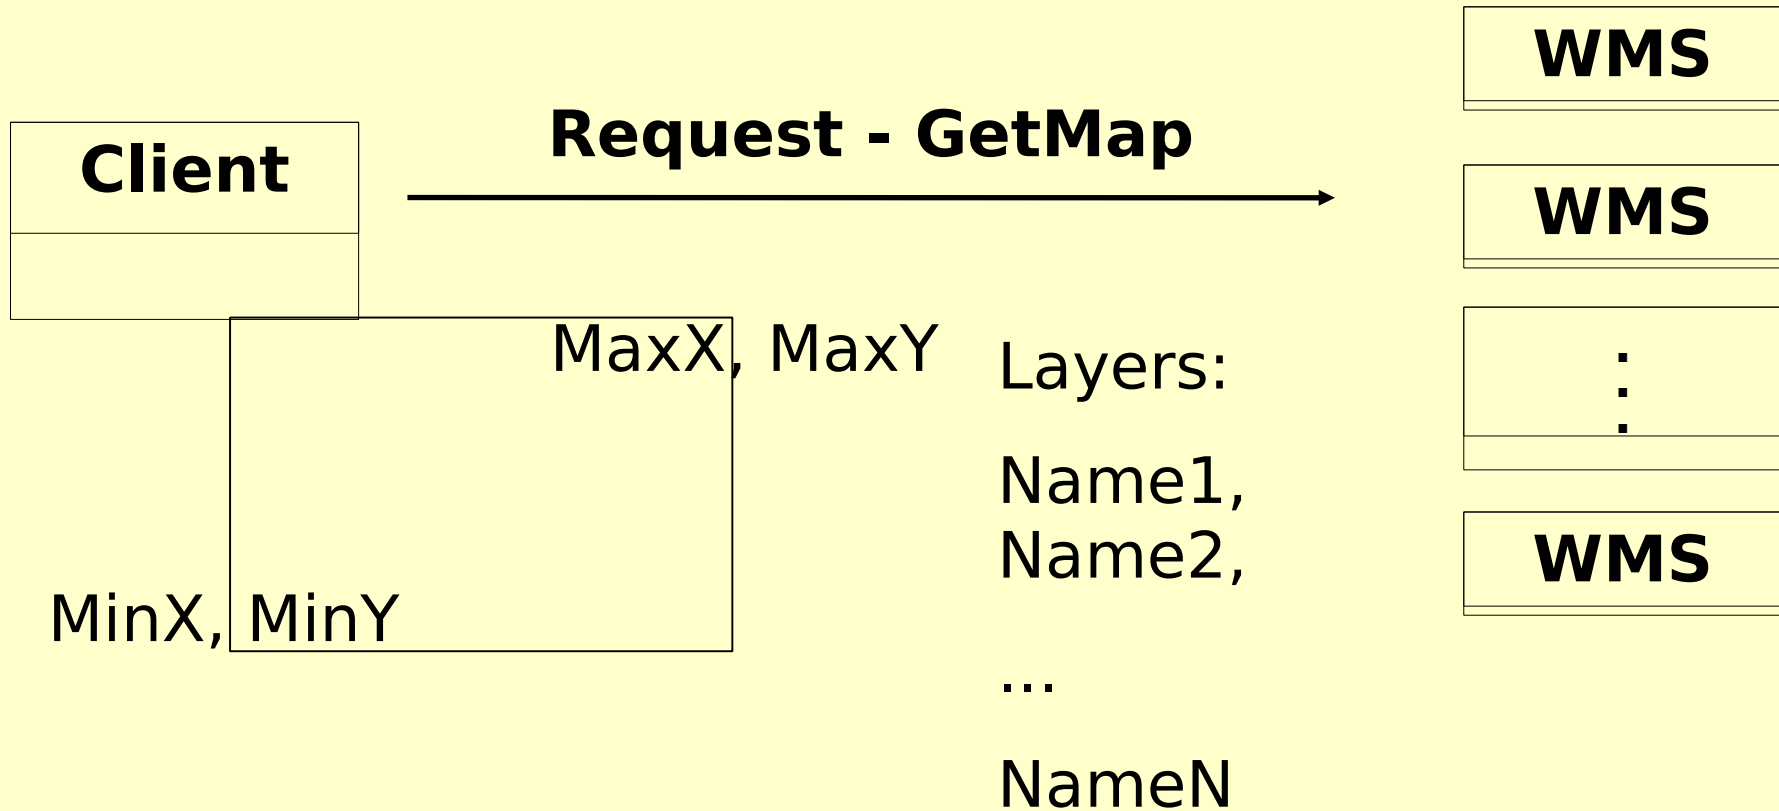 WMS
Request - GetMap
Client
WMS
MaxX, MaxY
Layers:
.
.
.
Name1,
Name2,
WMS
MinX, MinY
...
NameN